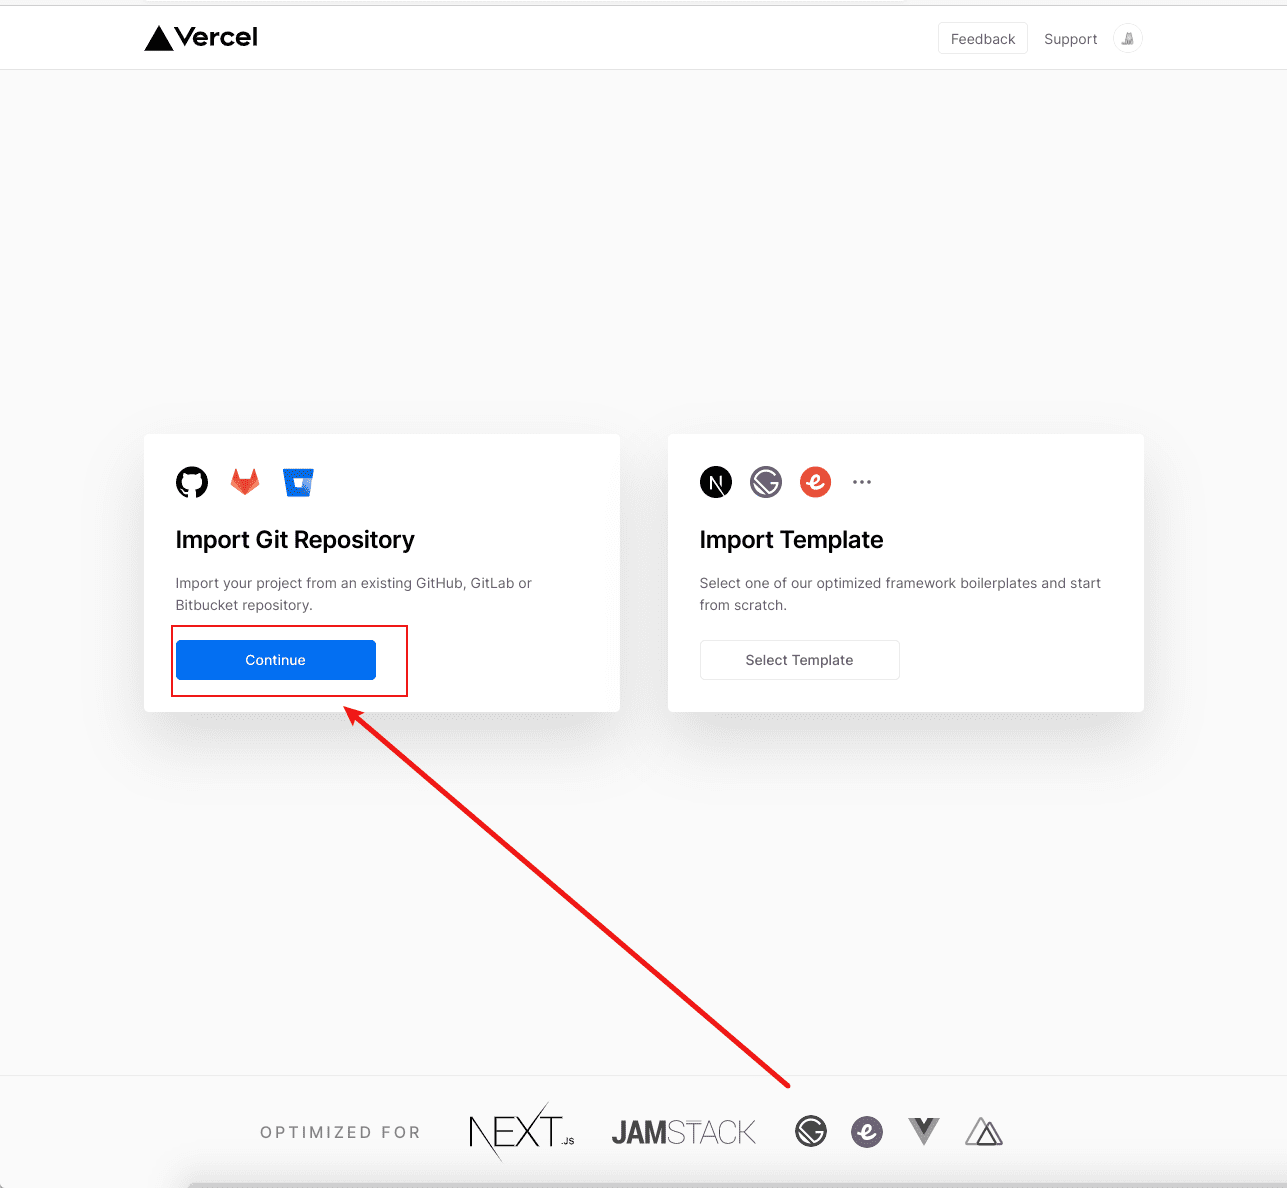 Vercel
Feedback
Support
Import Git Repository
Import your project from an existing GitHub, GitLab or
Bitbucket repository.
Continue
Import Template
Select one of our optimized framework boilerplates and start
from scratch.
Select Template
OPTIMIZED FOR
NEXT.JS
JAMSTACK